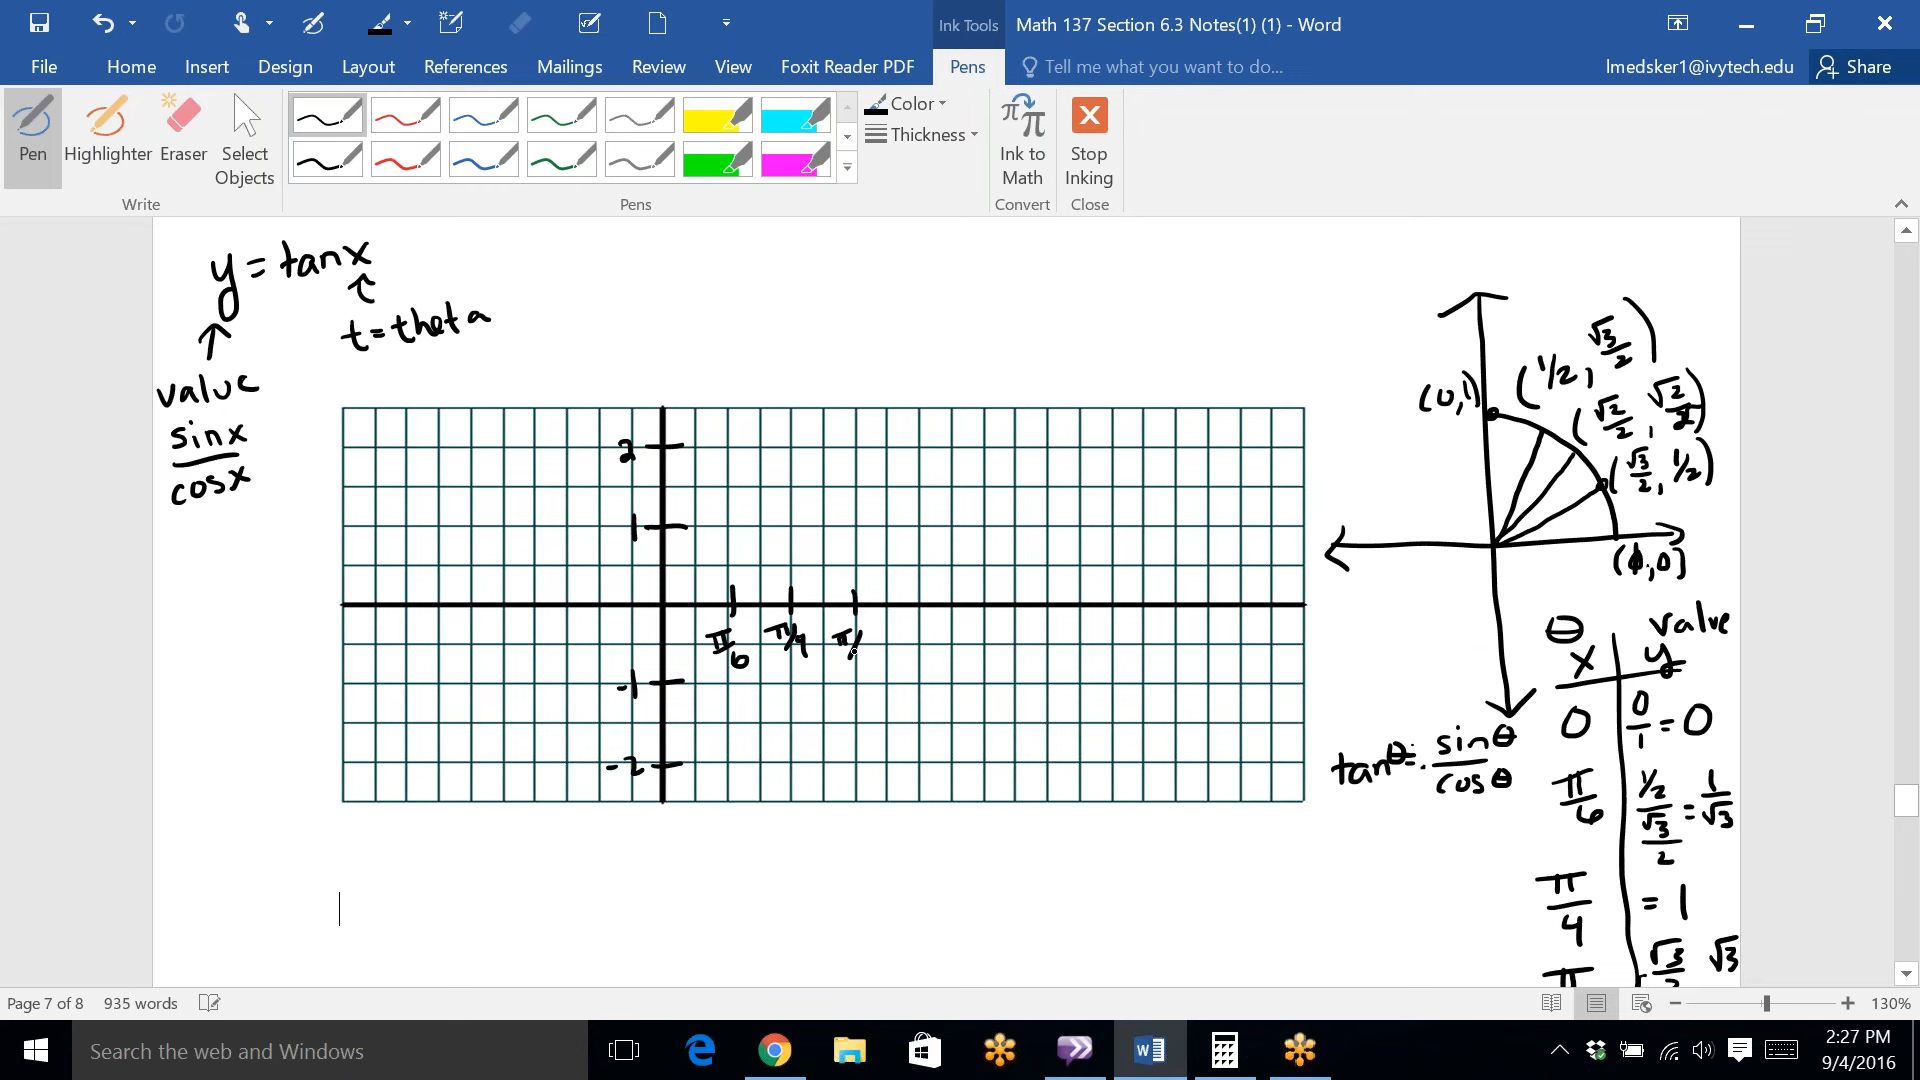 Ink Tools
Math 137 Section 6.3 Notes(1) (1) - Word
File Home Insert Design Layout References Mailings Review View Foxit Reader PDF Pens Tell me what you want to do... lmedsker1@ivytech.edu Share
Pen Highlighter Eraser Select Objects
Color
Thickness
Ink to Math
Stop Inking
Write Pens Convert Close
y = tanx
t = theta
value
sinx
cosx
2
1
-1
-2
π/6 π/4 π/
(0,1)
(1/2, √3/2)
(√2/2, √2/2)
(√3/2, 1/2)
(1,0)
tanθ = sinθ/cosθ
θ value
x y
0 0/1 = 0
π/6 1/2/√3/2 = 1/√3
π/4 = 1
π √3/2 √3
Page 7 of 8 935 words 130%
Search the web and Windows
2:27 PM
9/4/2016